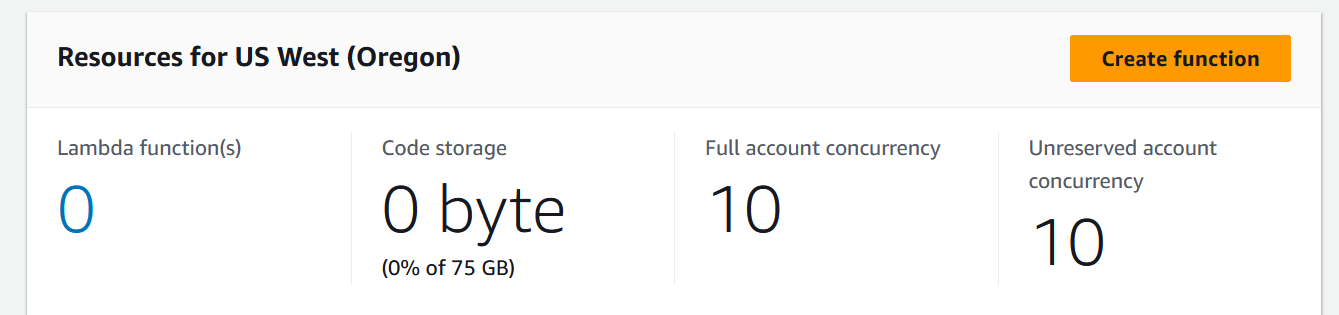 Resources for US West (Oregon)
Create function
Lambda function(s)
0
Code storage
0 byte
(0% of 75 GB)
Full account concurrency
10
Unreserved account
concurrency
10